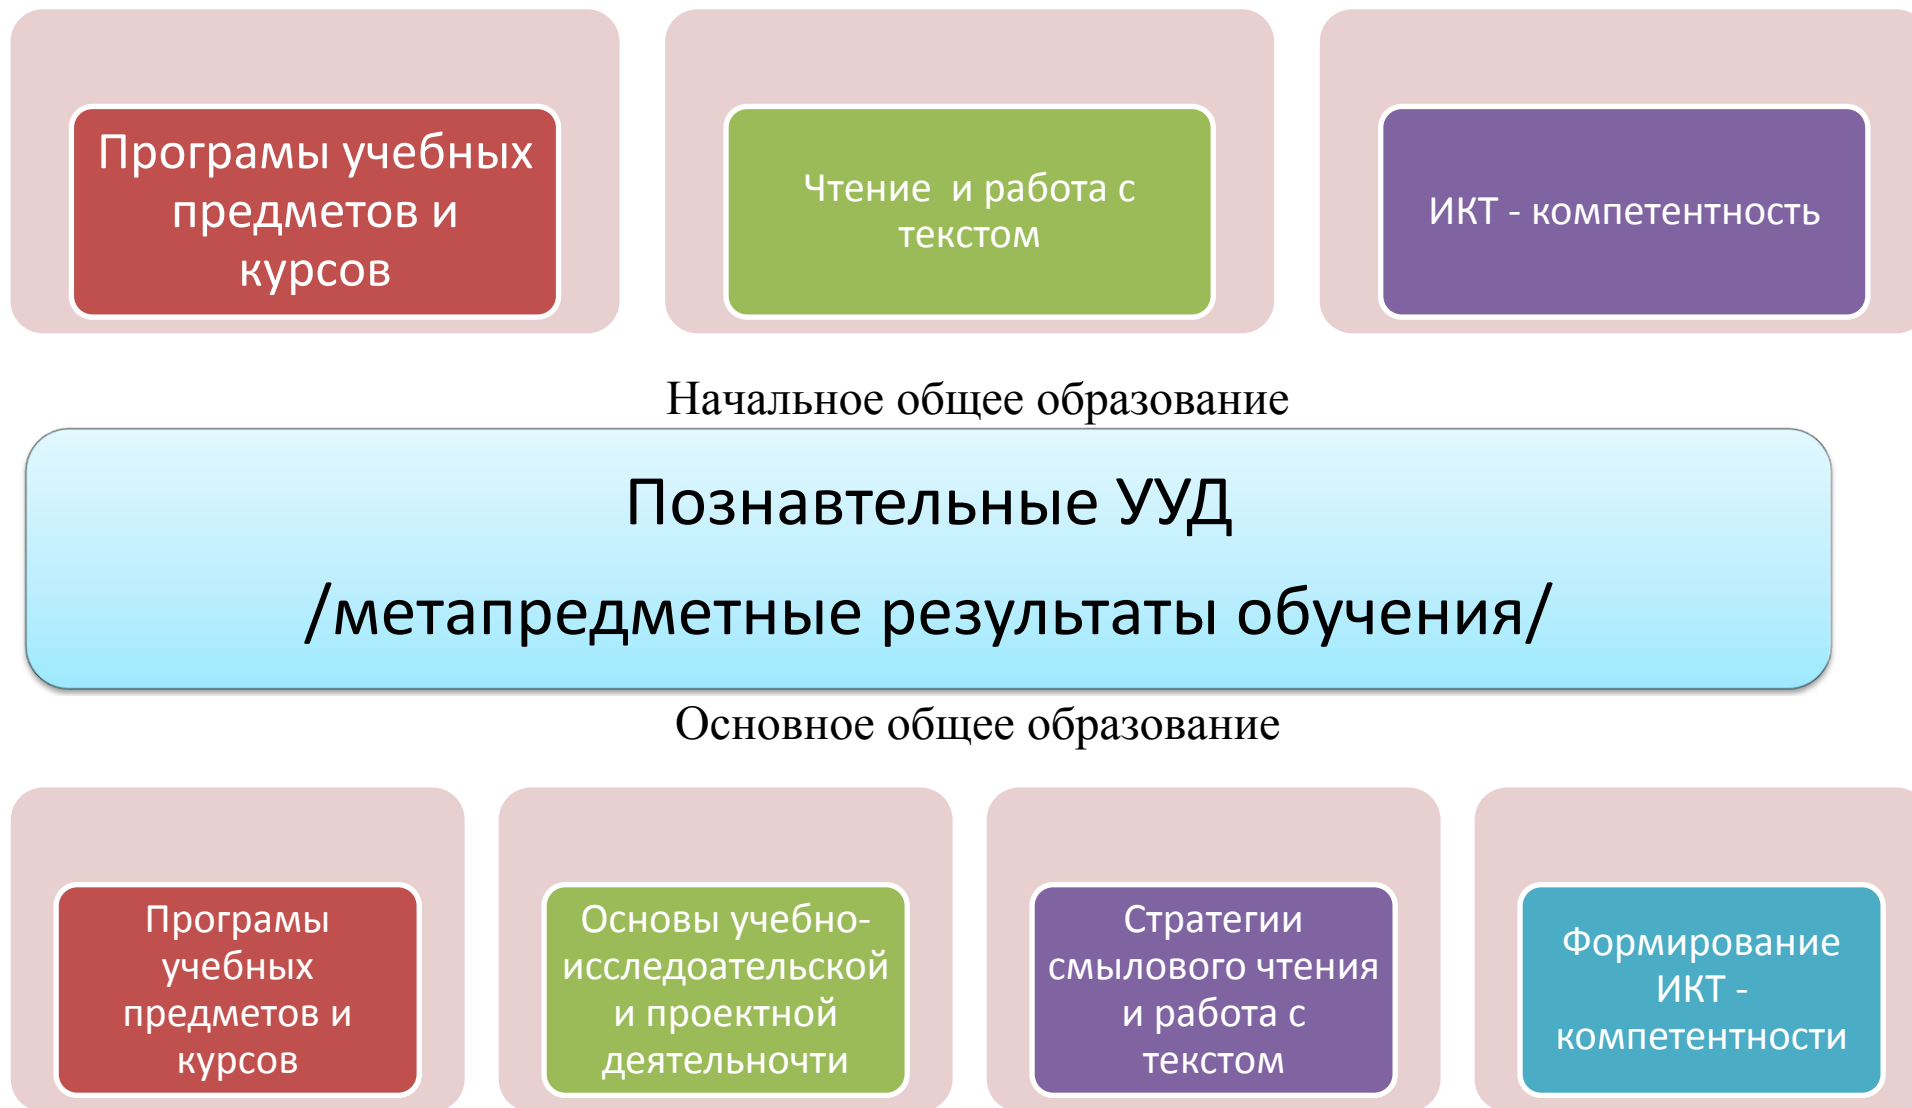 Програмы учебных
предметов и
курсов
Чтение и работа с
текстом
ИКТ - компетентность
Начальное общее образование
Познавтельные УУД
/метапредметные результаты обучения/
Основное общее образование
Програмы
учебных
предметов и
курсов
Основы учебно-
исследоательской
и проектной
деятельночти
Стратегии
смылового чтения
и работа с
текстом
Формирование
ИКТ -
компетентности